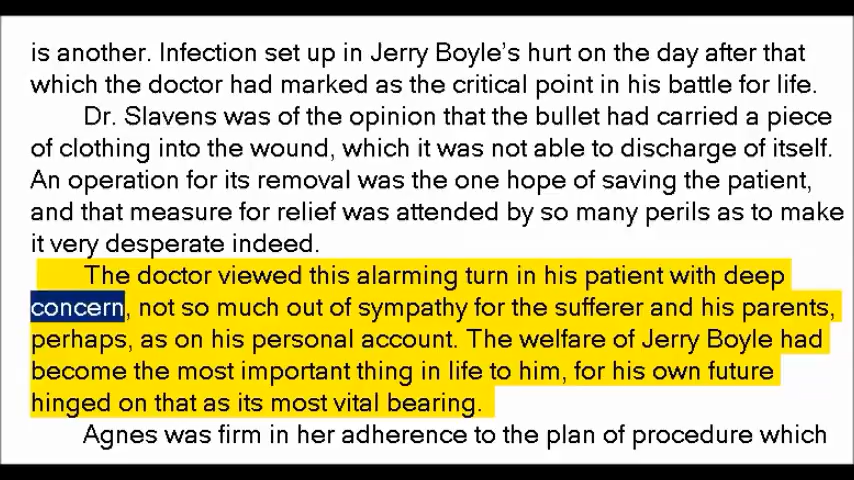 is another. Infection set up in Jerry Boyle's hurt on the day after that
which the doctor had marked as the critical point in his battle for life.
Dr. Slavens was of the opinion that the bullet had carried a piece
of clothing into the wound, which it was not able to discharge of itself.
An operation for its removal was the one hope of saving the patient,
and that measure for relief was attended by so many perils as to make
it very desperate indeed.
The doctor viewed this alarming turn in his patient with deep
concern, not so much out of sympathy for the sufferer and his parents,
perhaps, as on his personal account. The welfare of Jerry Boyle had
become the most important thing in life to him, for his own future
hinged on that as its most vital bearing.
Agnes was firm in her adherence to the plan of procedure which